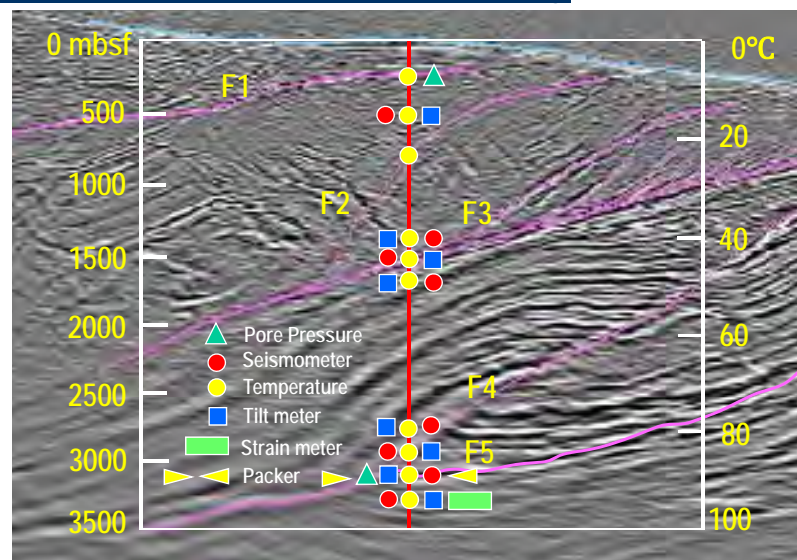 0 mbsf
0°C
F1
500
20
1000
F2
F3
40
1500
2000
Pore Pressure
60
Seismometer
Temperature
2500
F4
Tilt meter
80
Strain meter
F5
3000
Packer
3500
100